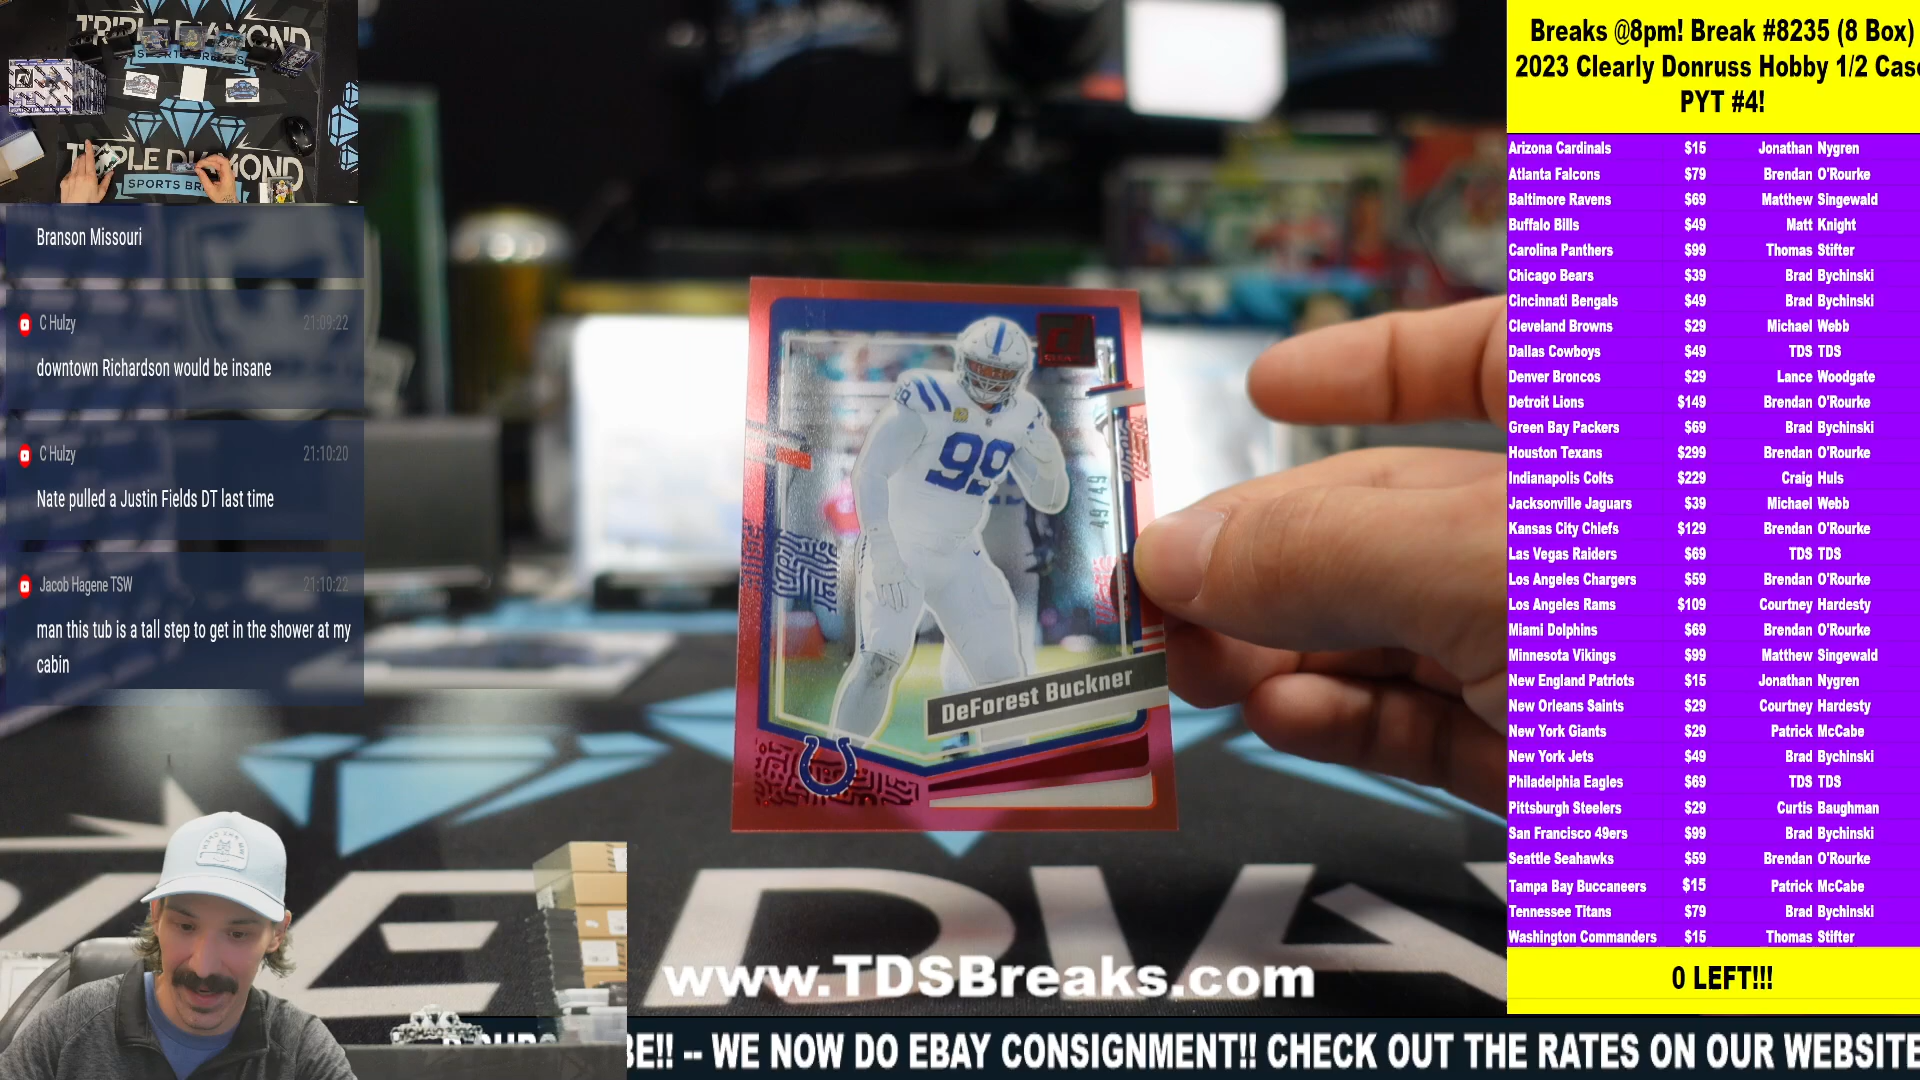 TRIPLE DIAMOND
SPORTS BREAKS
TRIPLE DIAMOND
SPORTS BR
Branson Missouri
C Hulzy 21:09:22
downtown Richardson would be insane
C Hulzy 21:10:20
Nate pulled a Justin Fields DT last time
Jacob Hagene TSW 21:10:22
man this tub is a tall step to get in the shower at my
cabin
99
49/49
DeForest Buckner
www.TDSBreaks.com
BE!! -- WE NOW DO EBAY CONSIGNMENT!! CHECK OUT THE RATES ON OUR WEBSITE
Breaks @8pm! Break #8235 (8 Box)
2023 Clearly Donruss Hobby 1/2 Case
PYT #4!
Arizona Cardinals $15 Jonathan Nygren
Atlanta Falcons $79 Brendan O'Rourke
Baltimore Ravens $69 Matthew Singewald
Buffalo Bills $49 Matt Knight
Carolina Panthers $99 Thomas Stifter
Chicago Bears $39 Brad Bychinski
Cincinnati Bengals $49 Brad Bychinski
Cleveland Browns $29 Michael Webb
Dallas Cowboys $49 TDS TDS
Denver Broncos $29 Lance Woodgate
Detroit Lions $149 Brendan O'Rourke
Green Bay Packers $69 Brad Bychinski
Houston Texans $299 Brendan O'Rourke
Indianapolis Colts $229 Craig Huls
Jacksonville Jaguars $39 Michael Webb
Kansas City Chiefs $129 Brendan O'Rourke
Las Vegas Raiders $69 TDS TDS
Los Angeles Chargers $59 Brendan O'Rourke
Los Angeles Rams $109 Courtney Hardesty
Miami Dolphins $69 Brendan O'Rourke
Minnesota Vikings $99 Matthew Singewald
New England Patriots $15 Jonathan Nygren
New Orleans Saints $29 Courtney Hardesty
New York Giants $29 Patrick McCabe
New York Jets $49 Brad Bychinski
Philadelphia Eagles $69 TDS TDS
Pittsburgh Steelers $29 Curtis Baughman
San Francisco 49ers $99 Brad Bychinski
Seattle Seahawks $59 Brendan O'Rourke
Tampa Bay Buccaneers $15 Patrick McCabe
Tennessee Titans $79 Brad Bychinski
Washington Commanders $15 Thomas Stifter
0 LEFT!!!